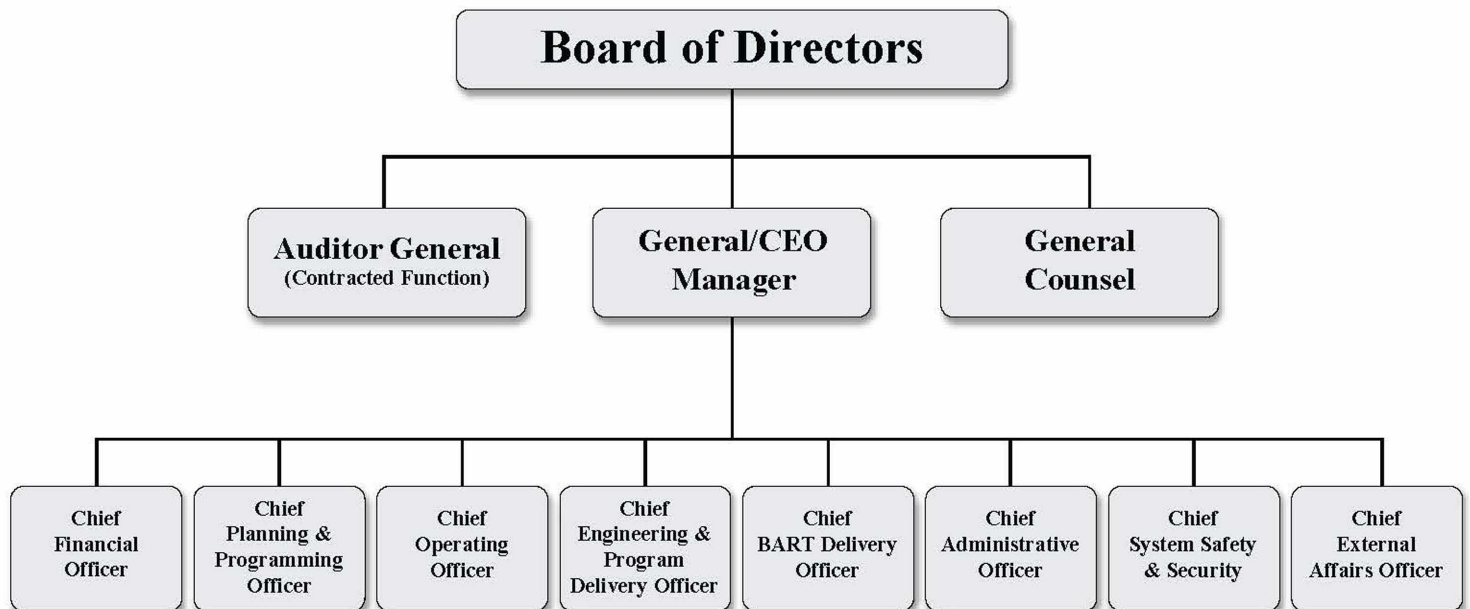 Board of Directors
Auditor General
(Contracted Function)
General/CEO
Manager
General
Counsel
Chief
Financial
Officer
Chief
Planning &
Programming
Officer
Chief
Operating
Officer
Chief
Engineering &
Program
Delivery Officer
Chief
BART Delivery
Officer
Chief
Administrative
Officer
Chief
System Safety
& Security
Chief
External
Affairs Officer